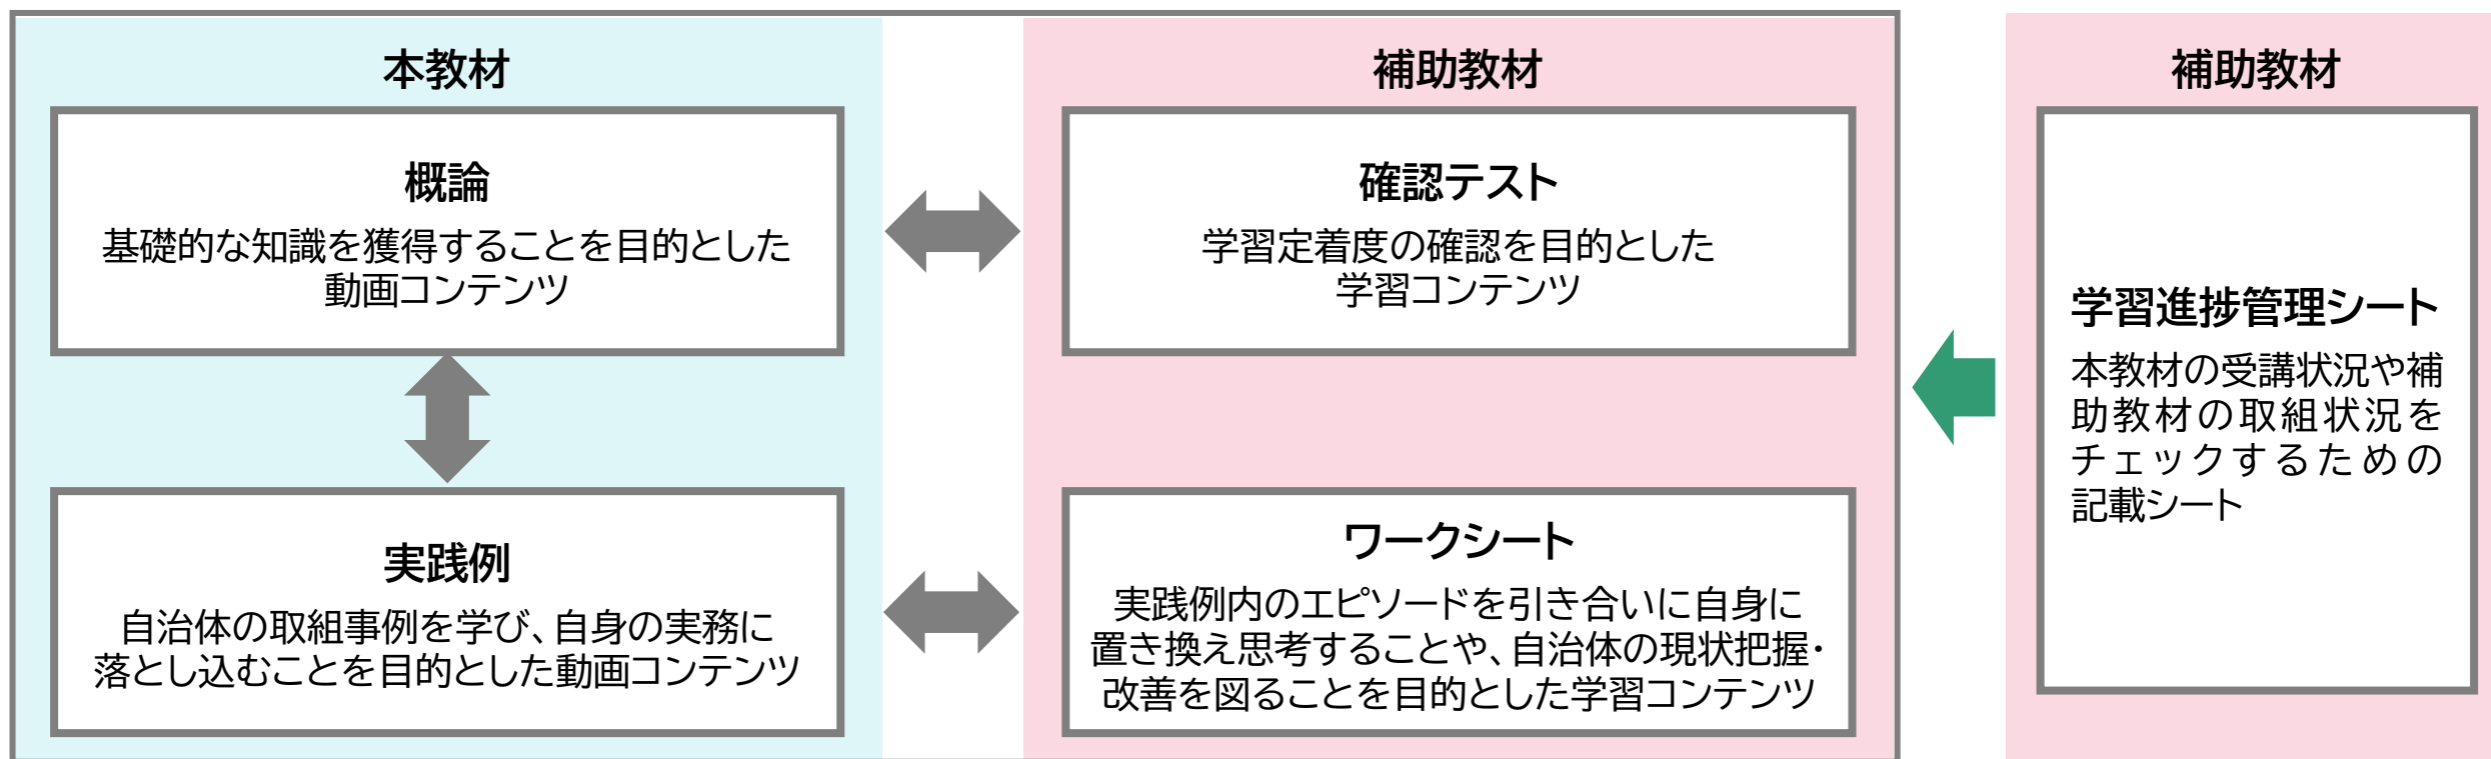 本教材
概論
基礎的な知識を獲得することを目的とした
動画コンテンツ
実践例
自治体の取組事例を学び、自身の実務に
落とし込むことを目的とした動画コンテンツ
補助教材
確認テスト
学習定着度の確認を目的とした
学習コンテンツ
ワークシート
実践例内のエピソードを引き合いに自身に
置き換え思考することや、自治体の現状把握・
改善を図ることを目的とした学習コンテンツ
補助教材
学習進捗管理シート
本教材の受講状況や補
助教材の取組状況を
チェックするための
記載シート